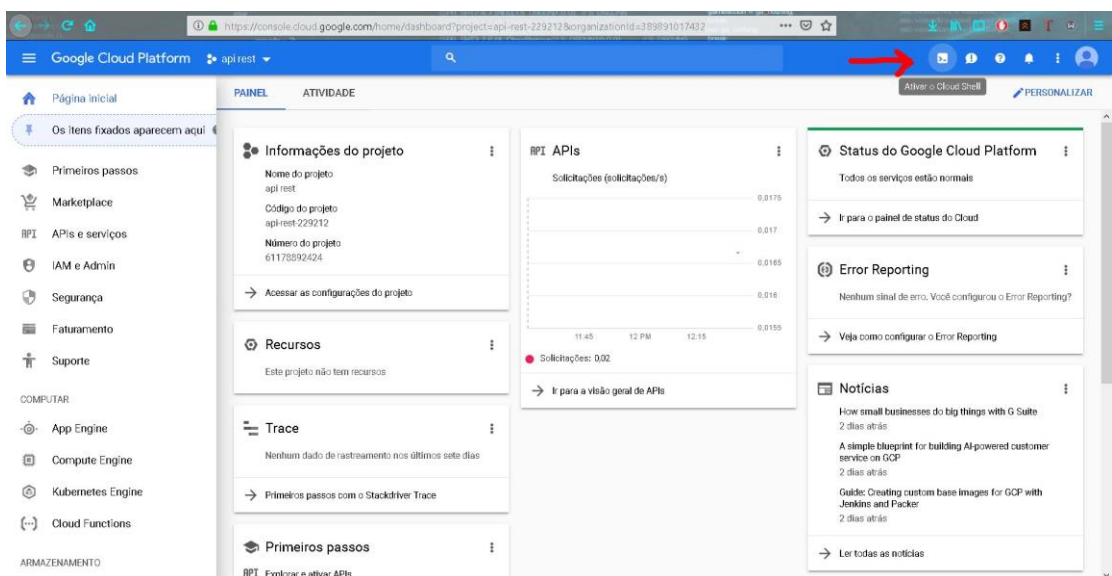 https://console.cloud.google.com/home/dashboard?project=api-rest-229212&organizationId=389891017432
Google Cloud Platform
api rest
Ativar o Cloud Shell
Página inicial
Os itens fixados aparecem aqui
Primeiros passos
Marketplace
API APIs e serviços
IAM e Admin
Segurança
Faturamento
Suporte
COMPUTAR
App Engine
Compute Engine
Kubernetes Engine
Cloud Functions
ARMAZENAMENTO
PAINEL ATIVIDADE
PERSONALIZAR
Informações do projeto
Nome do projeto
api rest
Código do projeto
api-rest-229212
Número do projeto
61178892424
Acessar as configurações do projeto
Recursos
Este projeto não tem recursos
Trace
Nenhum dado de rastreamento nos últimos sete dias
Primeiros passos com o Stackdriver Trace
Primeiros passos
API Explorar e ativar APIs
API APIs
Solicitações (solicitações/s)
0,0175
0,017
0,0165
0,016
0,0155
11:45 12 PM 12:15
Solicitações: 0,02
Ir para a visão geral de APIs
Status do Google Cloud Platform
Todos os serviços estão normais
Ir para o painel de status do Cloud
Error Reporting
Nenhum sinal de erro. Você configurou o Error Reporting?
Veja como configurar o Error Reporting
Notícias
How small businesses do big things with G Suite
2 dias atrás
A simple blueprint for building AI-powered customer
service on GCP
2 dias atrás
Guide: Creating custom base images for GCP with
Jenkins and Packer
2 dias atrás
Ler todas as notícias